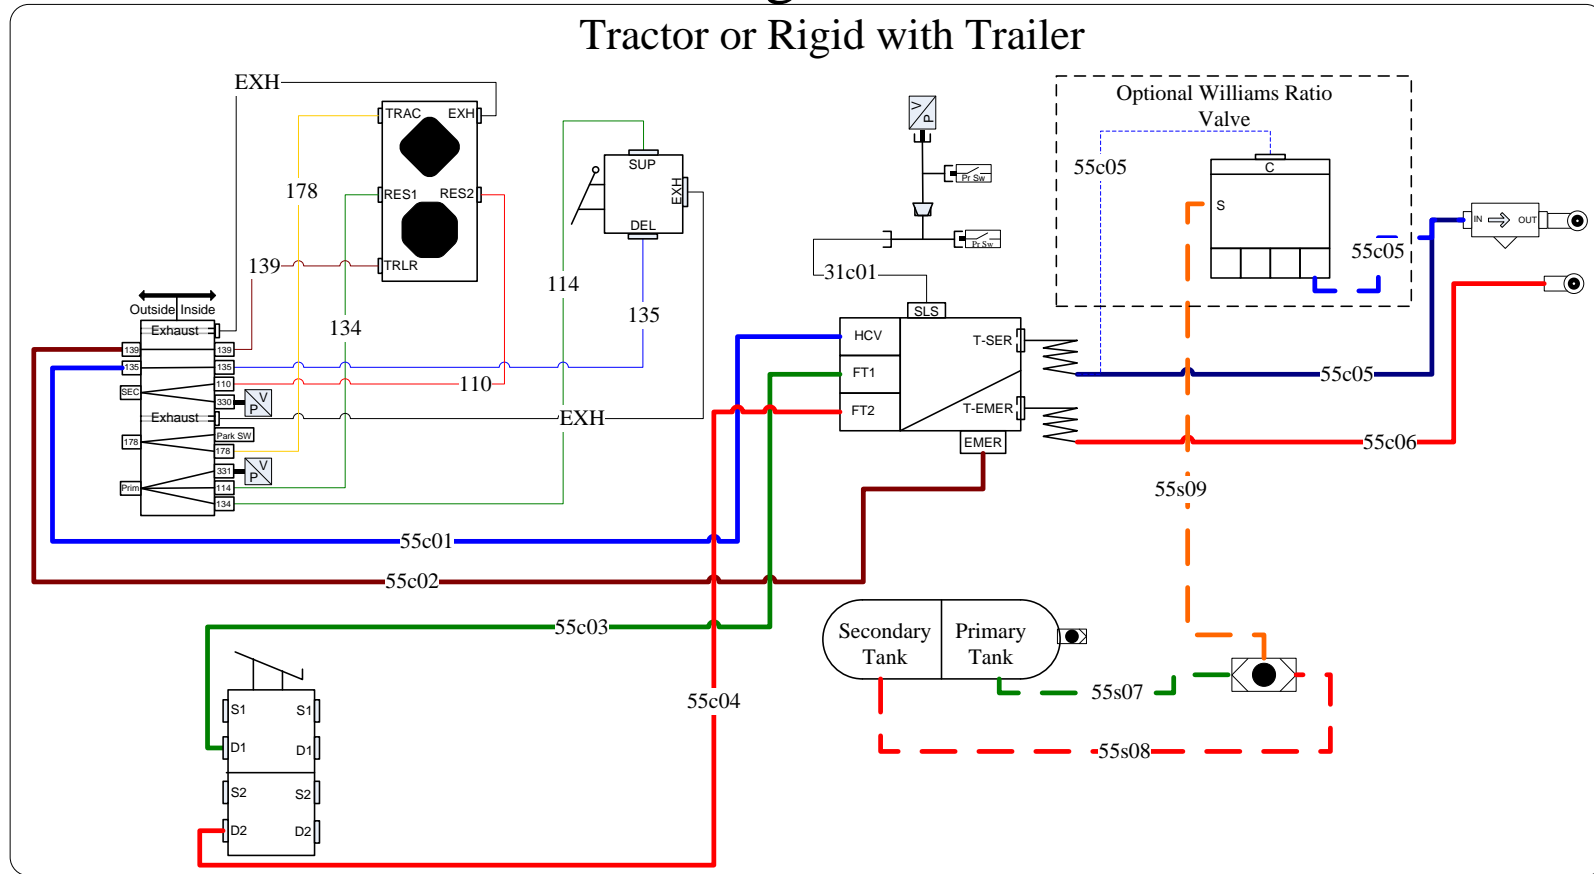 Tractor or Rigid with Trailer
EXH
TRAC
EXH
178
RES1
RES2
139
TRLR
134
110
SUP
EXH
DEL
114
135
EXH
Outside
Inside
Exhaust
139
139
135
135
SEC
110
330
V
P
Exhaust
Park SW
178
178
331
V
P
Prim
114
134
V
P
Pr Sw
Pr Sw
31c01
SLS
HCV
FT1
FT2
T-SER
T-EMER
EMER
Optional Williams Ratio
Valve
55c05
C
S
55c05
IN
OUT
55c05
55c06
55s09
55c01
55c02
55c03
55c04
Secondary
Tank
Primary
Tank
55s07
55s08
S1
S1
D1
D1
S2
S2
D2
D2